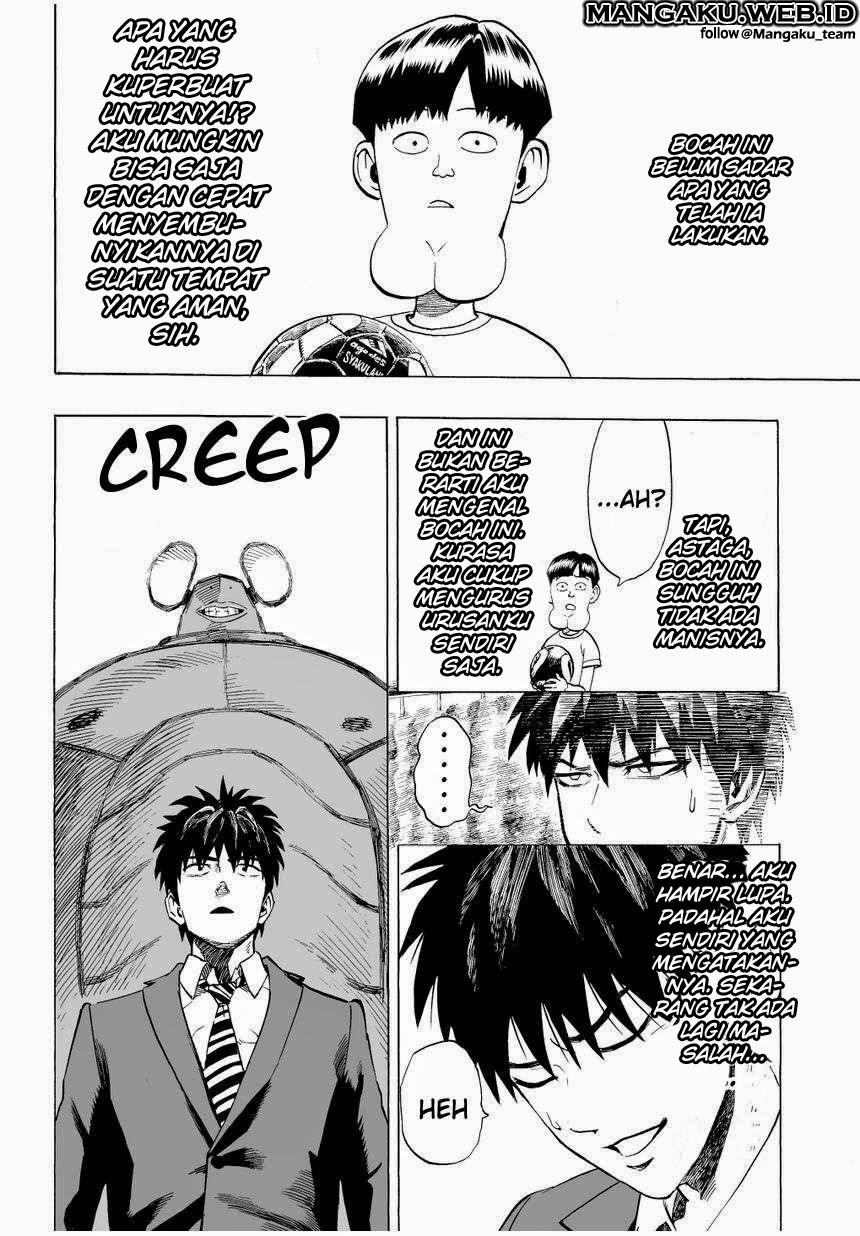 MANGAKU.WEB.ID
follow @Mangaku_team
BOCAH INI
BELUM SADAR
APA YANG
TELAH IA
LAKUKAN.
APA YANG
HARUS
KUPERBUAT
UNTUKNYA!?
AKU MUNGKIN
BISA SAJA
DENGAN CEPAT
MENYEMBU-
NYIKANNYA DI
SUATU TEMPAT
YANG AMAN,
SIH.
ago des
SYAKULAN
TAPI,
ASTAGA,
BOCAH INI
SUNGGUH
TIDAK ADA
MANISNYA.
...AH?
DAN INI
BUKAN BE-
RARTI AKU
MENGENAL
BOCAH INI.
KURASA
AKU CUKUP
MENGURUS
URUSANKU
SENDIRI
SAJA.
......
BENAR... AKU
HAMPIR LUPA.
PADAHAL AKU
SENDIRI YANG
MENGATAKAN-
NYA. SEKA-
RANG TAK ADA
LAGI MA-
SALAH...
..
HEH
CREEP